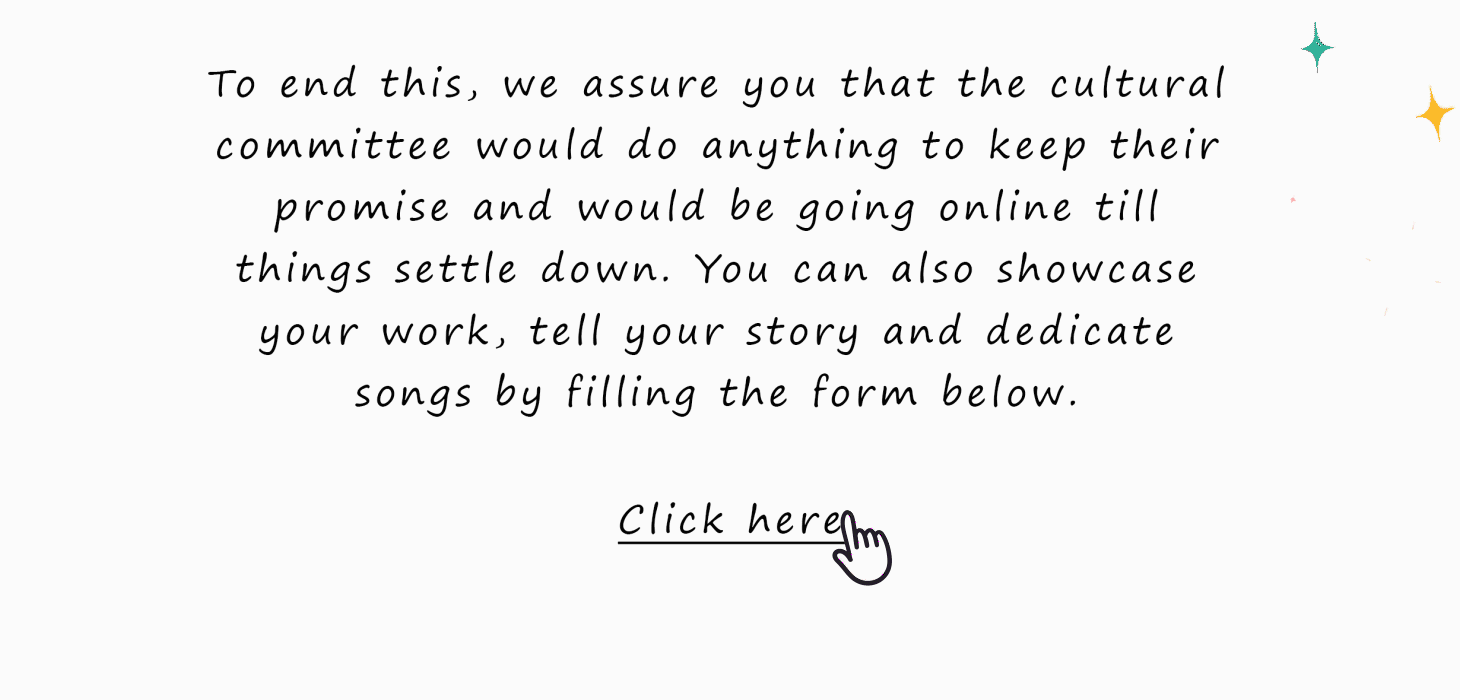 To end this, we assure you that the cultural
committee would do anything to keep their
promise and would be going online till
things settle down. You can also showcase
your work, tell your story and dedicate
songs by filling the form below.
Click here